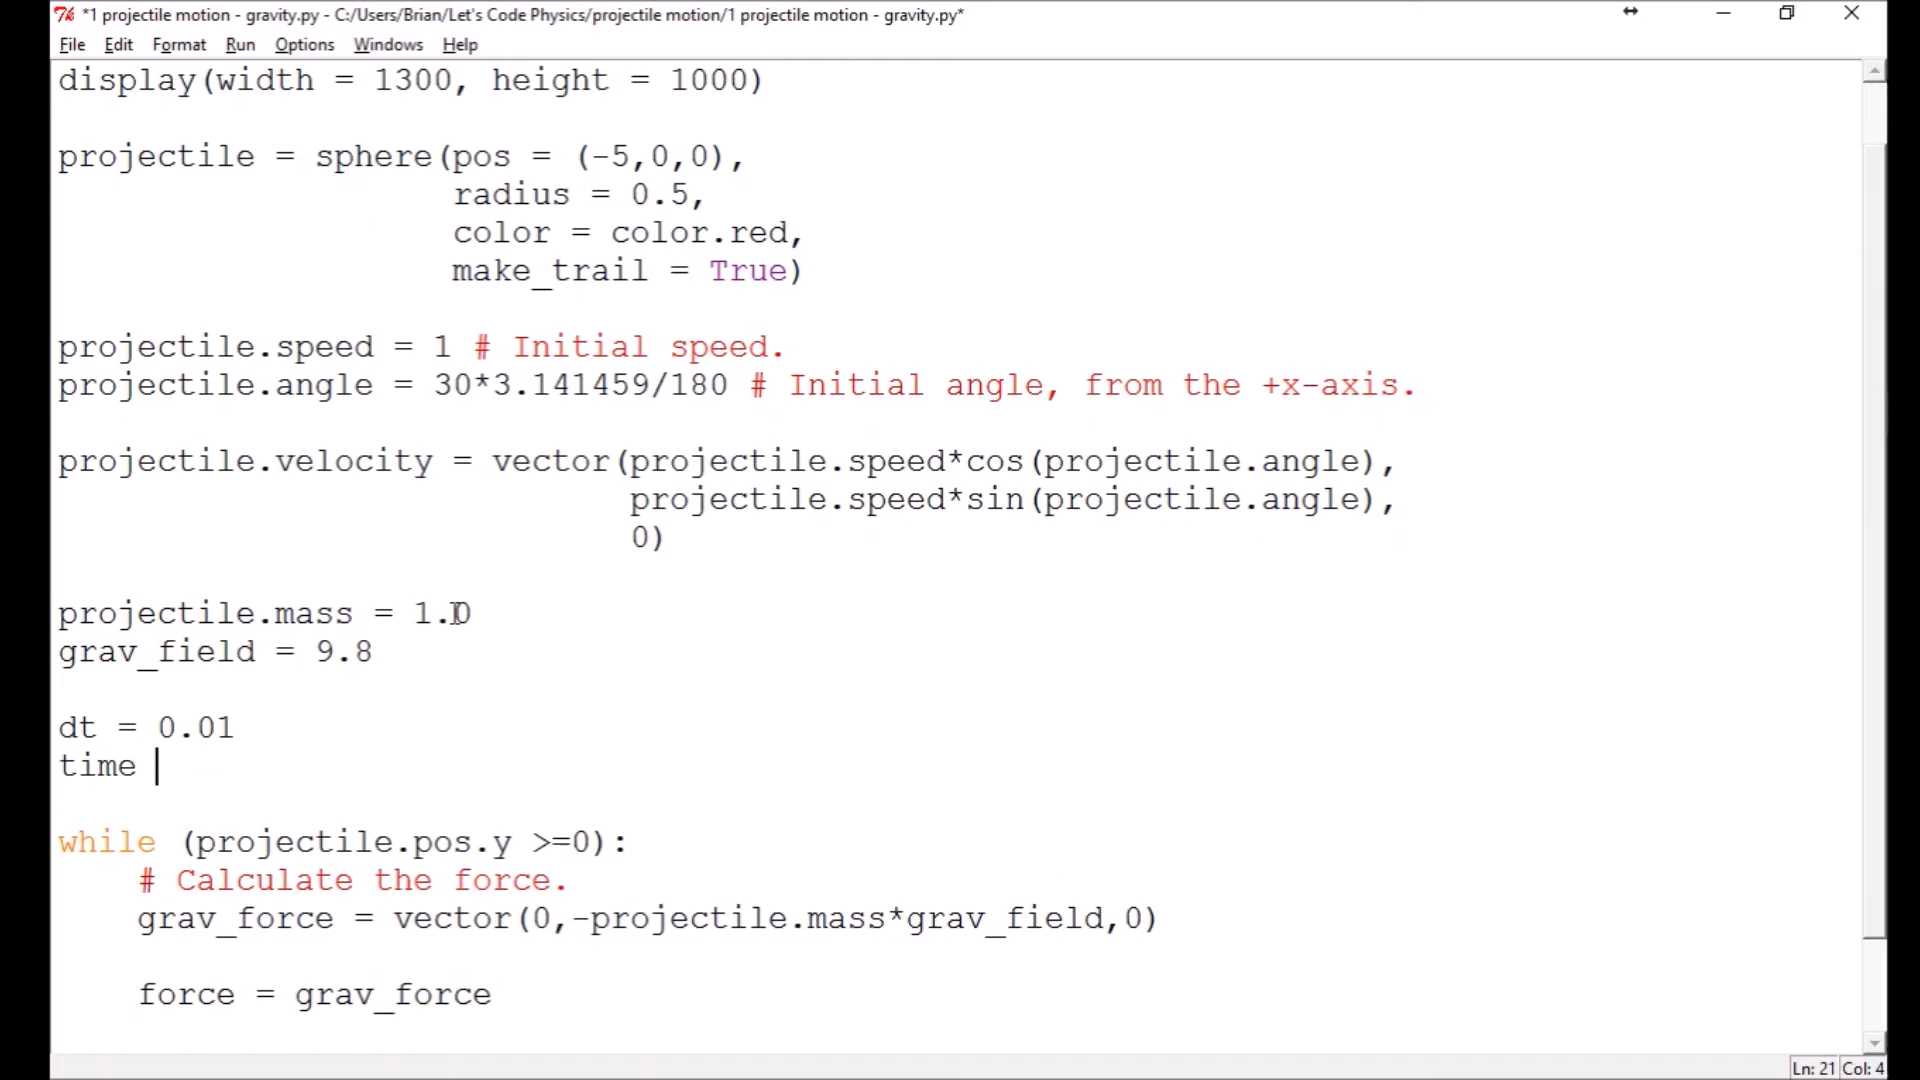 *1 projectile motion - gravity.py - C:/Users/Brian/Let's Code Physics/projectile motion/1 projectile motion - gravity.py*
File Edit Format Run Options Windows Help
display(width = 1300, height = 1000)
projectile = sphere(pos = (-5,0,0),
radius = 0.5,
color = color.red,
make_trail = True)
projectile.speed = 1 # Initial speed.
projectile.angle = 30*3.141459/180 # Initial angle, from the +x-axis.
projectile.velocity = vector(projectile.speed*cos(projectile.angle),
projectile.speed*sin(projectile.angle),
0)
projectile.mass = 1.0
grav_field = 9.8
dt = 0.01
time
while (projectile.pos.y >=0):
# Calculate the force.
grav_force = vector(0,-projectile.mass*grav_field,0)
force = grav_force
Ln: 21 Col: 4